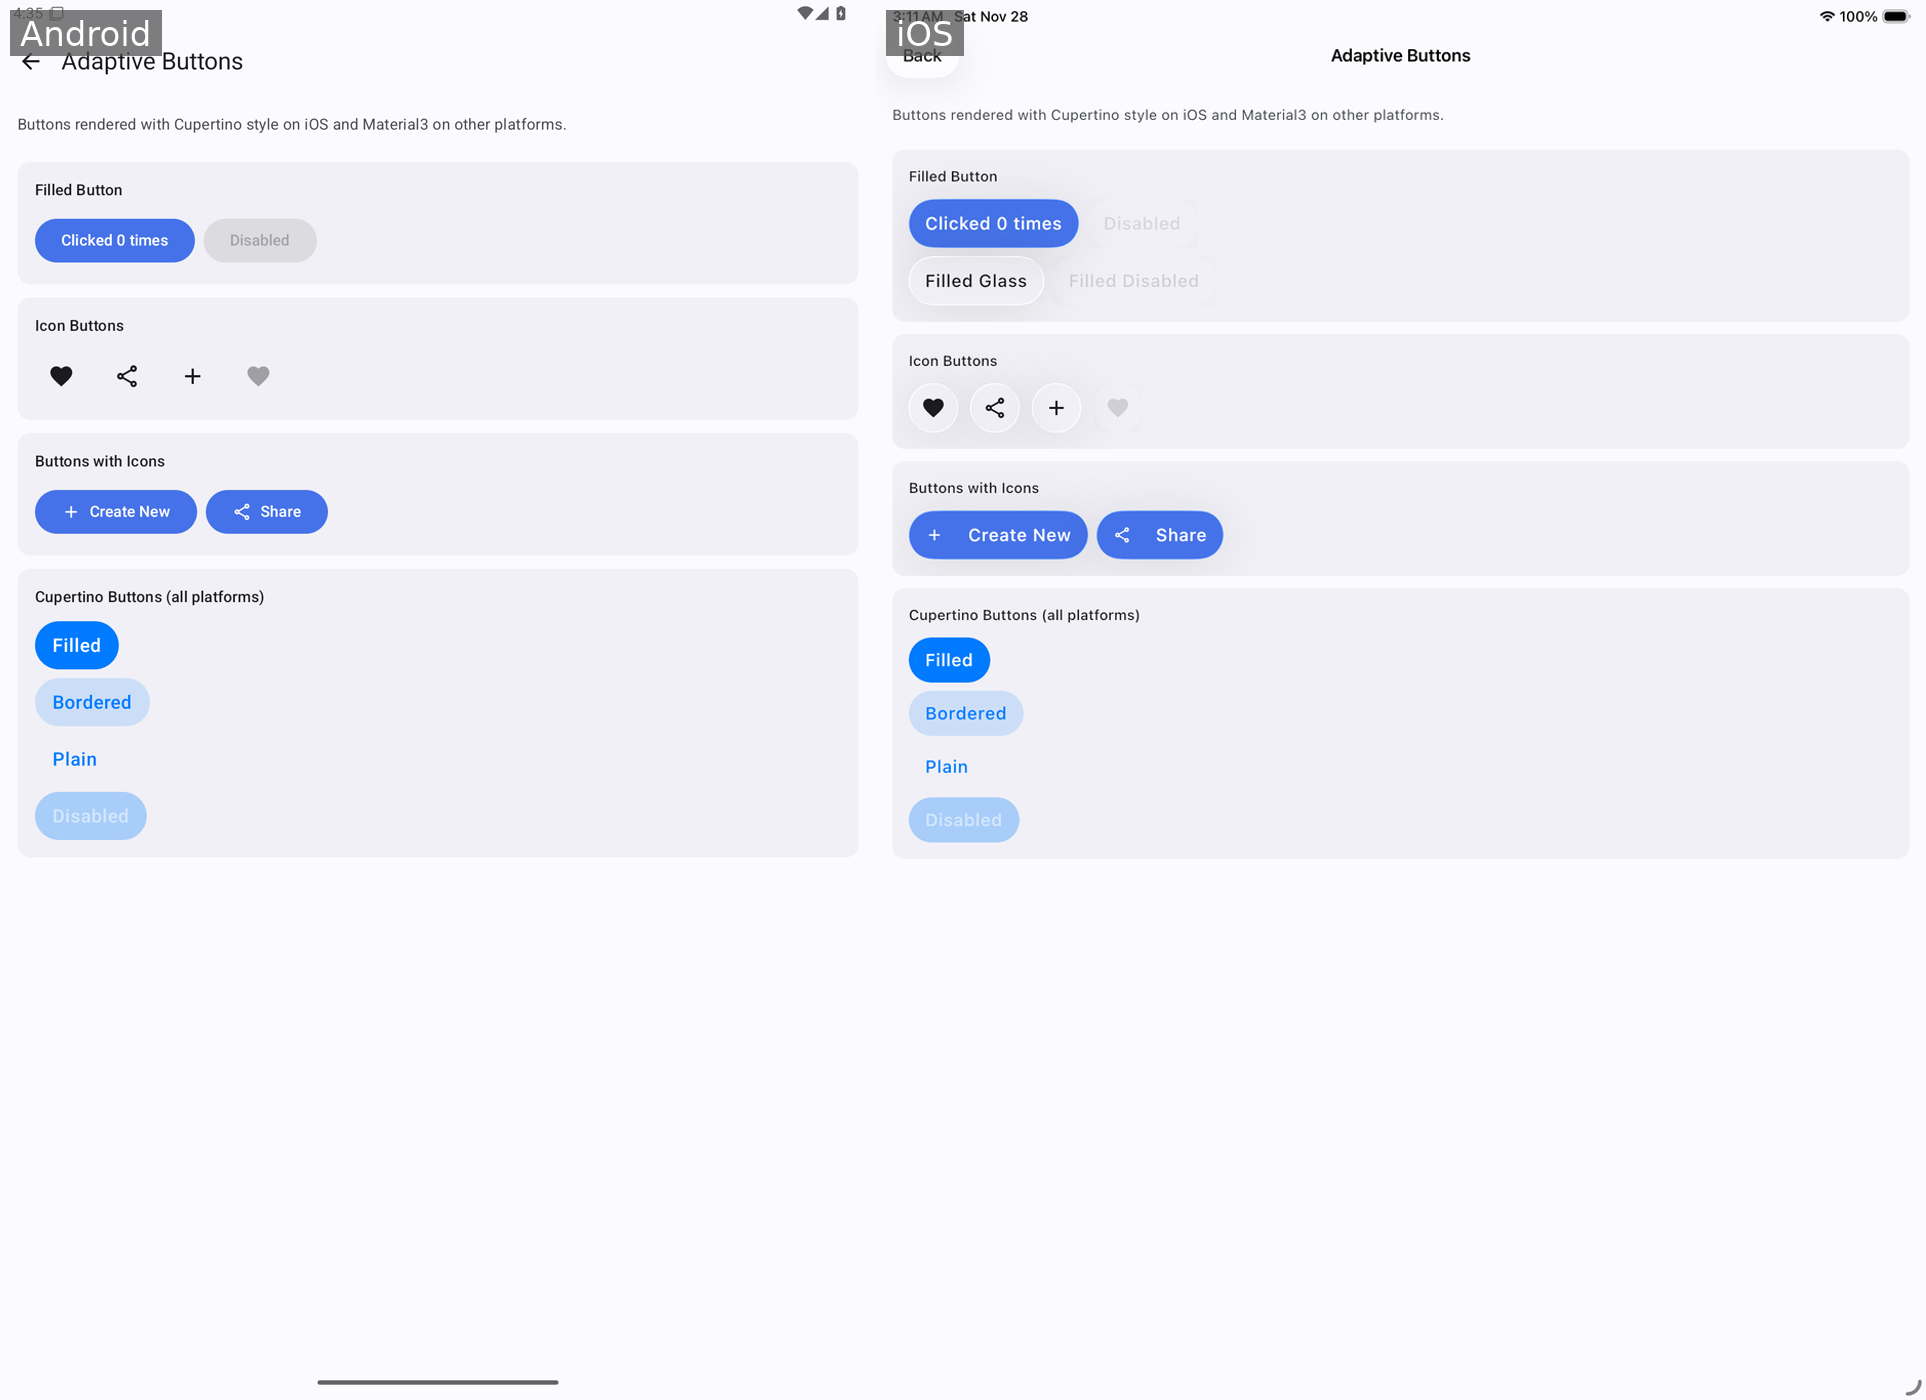 4:35
Android
Adaptive Buttons
Buttons rendered with Cupertino style on iOS and Material3 on other platforms.
Filled Button
Clicked 0 times
Disabled
Icon Buttons
Buttons with Icons
Create New
Share
Cupertino Buttons (all platforms)
Filled
Bordered
Plain
Disabled
3:11 AM Sat Nov 28
100%
iOS
Back
Adaptive Buttons
Buttons rendered with Cupertino style on iOS and Material3 on other platforms.
Filled Button
Clicked 0 times
Disabled
Filled Glass
Filled Disabled
Icon Buttons
Buttons with Icons
Create New
Share
Cupertino Buttons (all platforms)
Filled
Bordered
Plain
Disabled